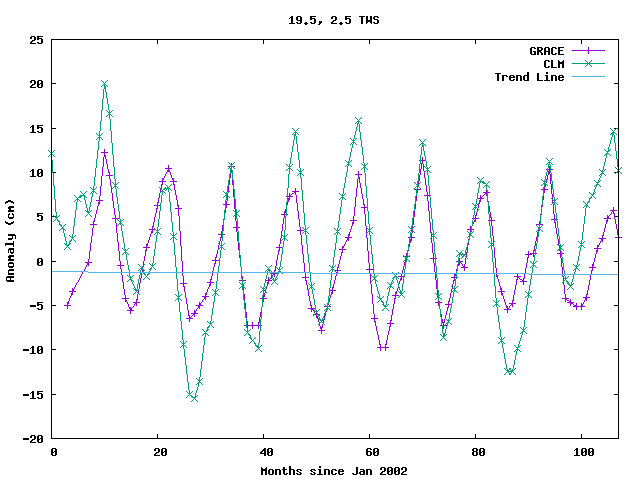 19.5, 2.5 TWS
GRACE
CLM
Trend Line
Anomaly (cm)
25
20
15
10
5
0
-5
-10
-15
-20
0 20 40 60 80 100
Months since Jan 2002